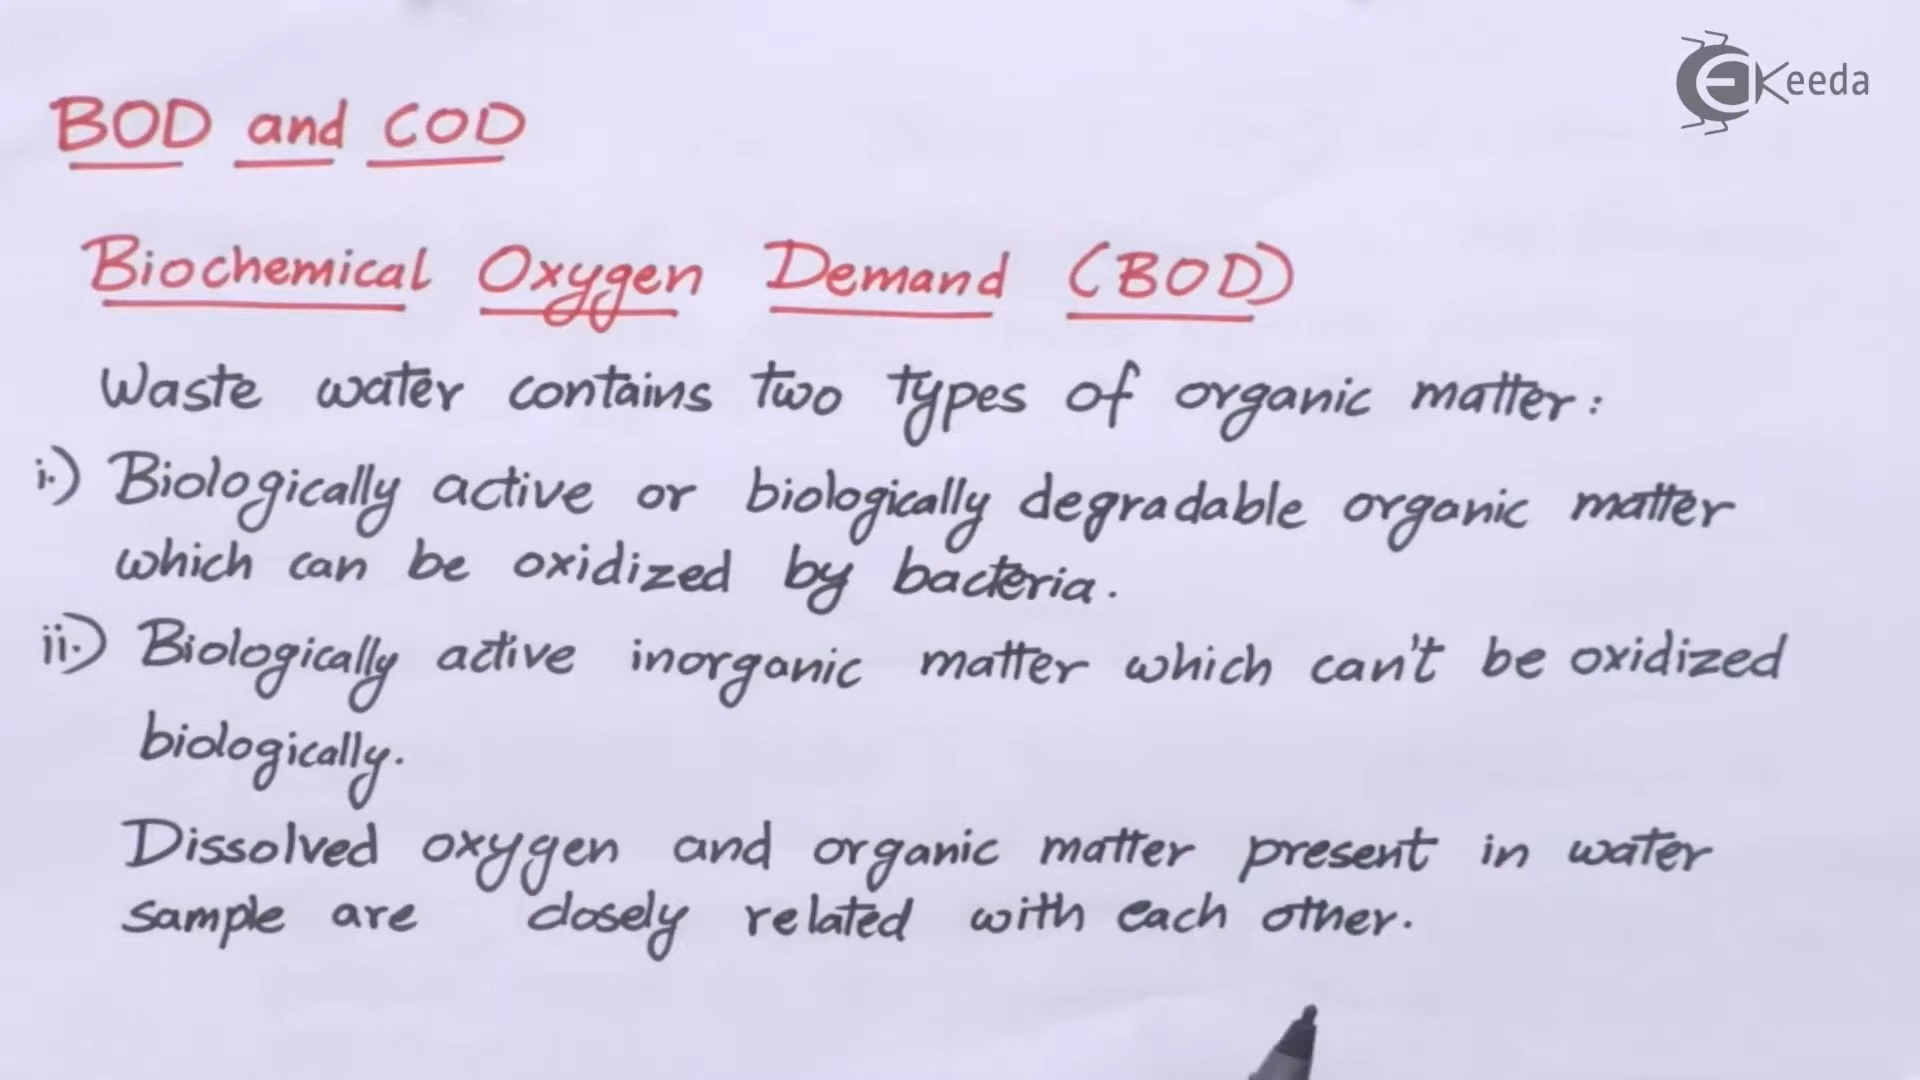 BOD and COD
EKeeda
Biochemical Oxygen Demand (BOD)
Waste water contains two types of organic matter:
i.) Biologically active or biologically degradable organic matter
which can be oxidized by bacteria.
ii.) Biologically active inorganic matter which can't be oxidized
biologically.
Dissolved oxygen and organic matter present in water
sample are closely related with each other.